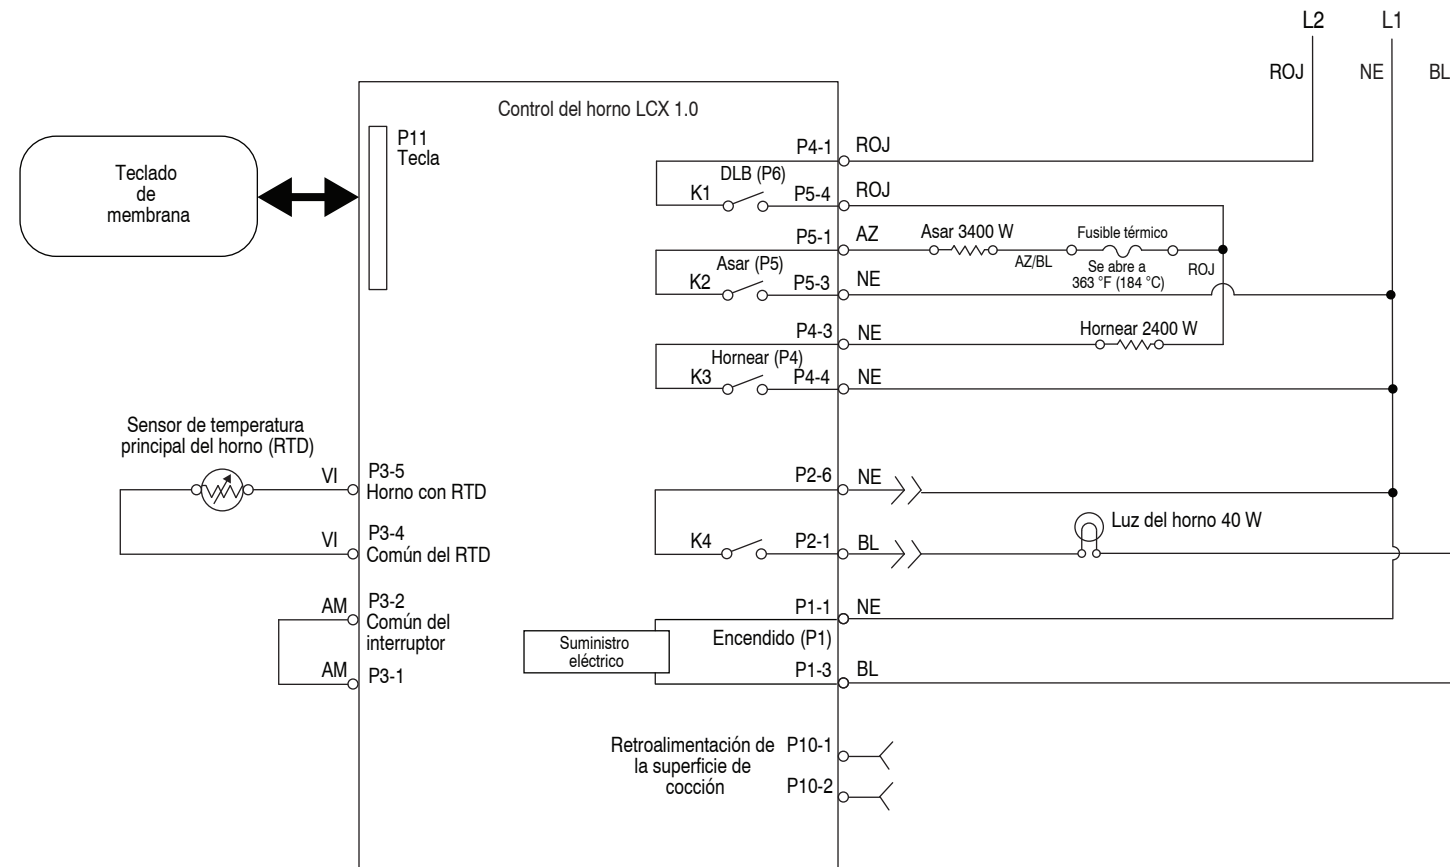 L2
L1
ROJ
NE
BL
Control del horno LCX 1.0
Teclado
de
membrana
P11
Tecla
P4-1
ROJ
DLB (P6)
K1
P5-4
ROJ
P5-1
AZ
Asar 3400 W
AZ/BL
Fusible térmico
Se abre a
363 °F (184 °C)
ROJ
Asar (P5)
K2
P5-3
NE
P4-3
NE
Hornear 2400 W
Hornear (P4)
K3
P4-4
NE
Sensor de temperatura
principal del horno (RTD)
VI
P3-5
Horno con RTD
VI
P3-4
Común del RTD
P2-6
NE
K4
P2-1
BL
Luz del horno 40 W
AM
P3-2
Común del
interruptor
AM
P3-1
P1-1
NE
Suministro
eléctrico
Encendido (P1)
P1-3
BL
Retroalimentación de
la superficie de
cocción
P10-1
P10-2